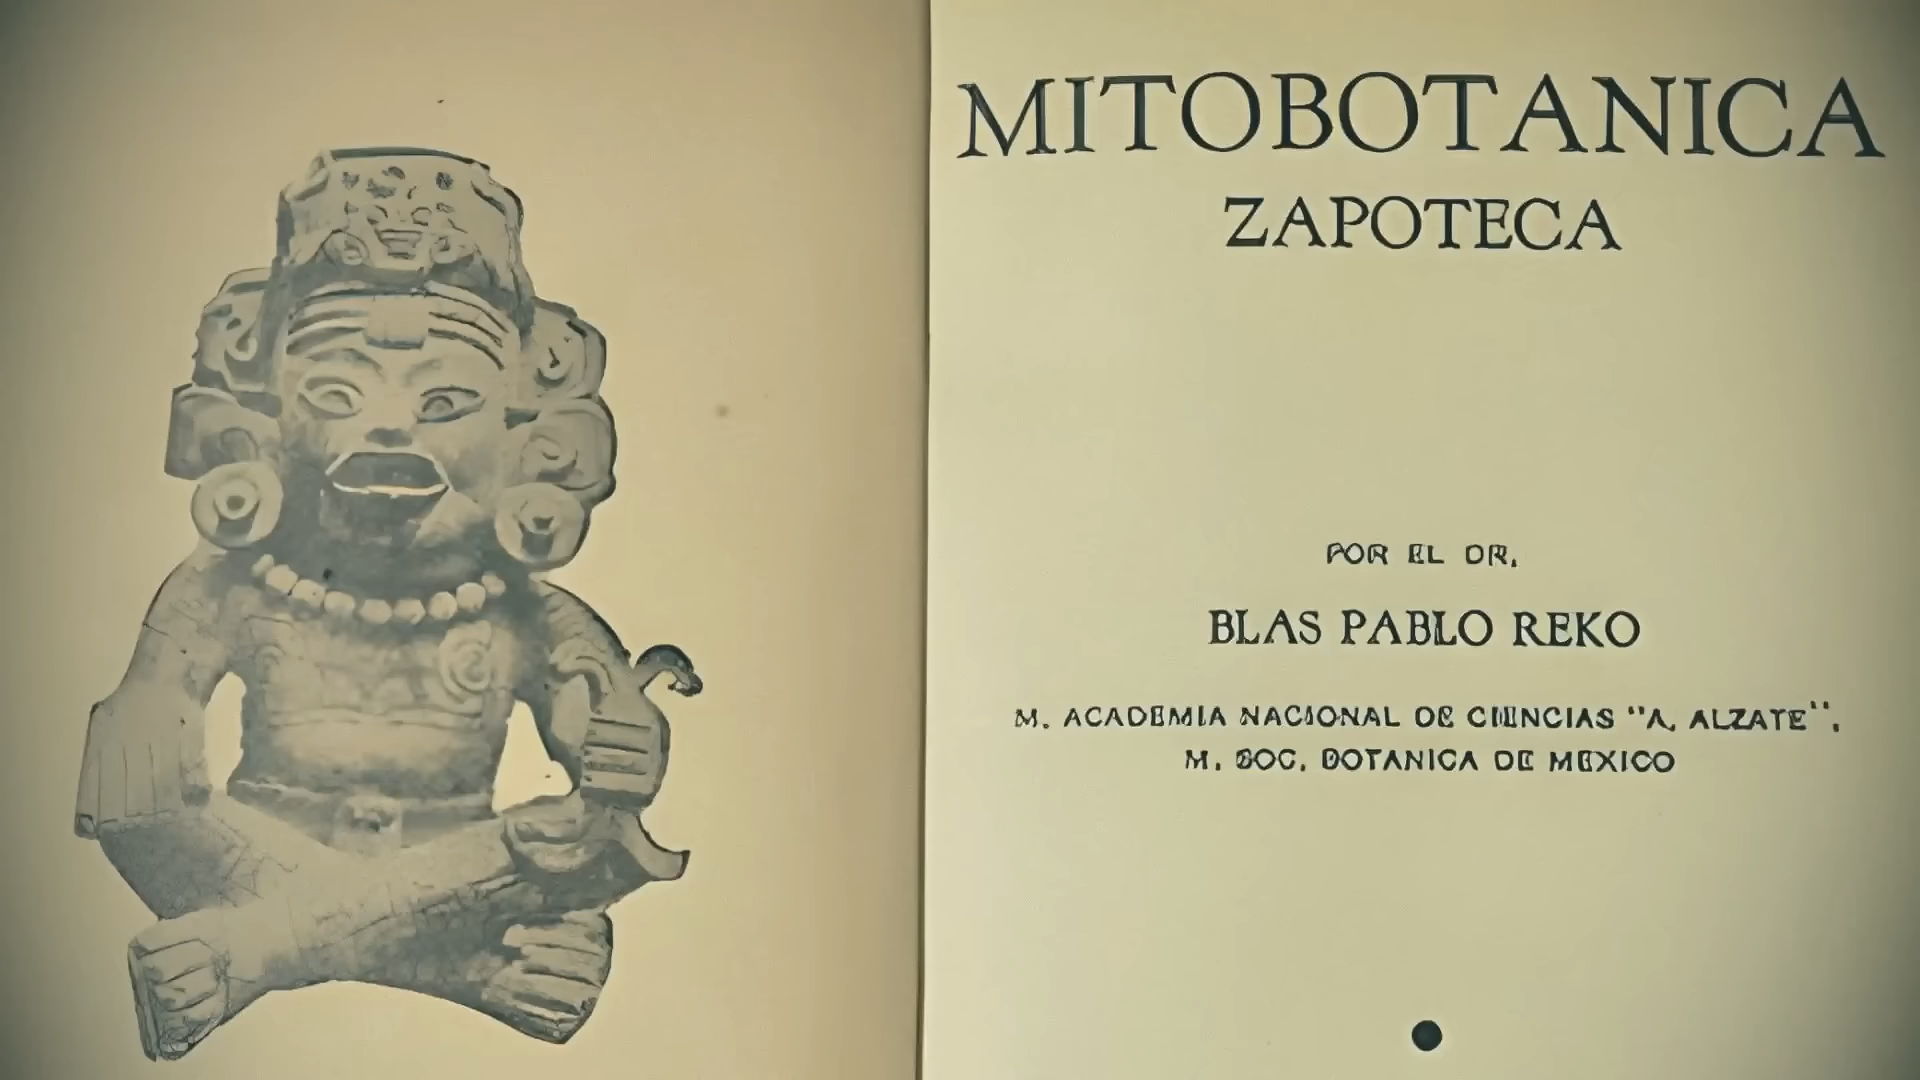 MITOBOTANICA
ZAPOTECA
POR EL DR.
BLAS PABLO REKO
M. ACADEMIA NACIONAL DE CIENCIAS "A. ALZATE".
M. SOC. BOTANICA DE MEXICO